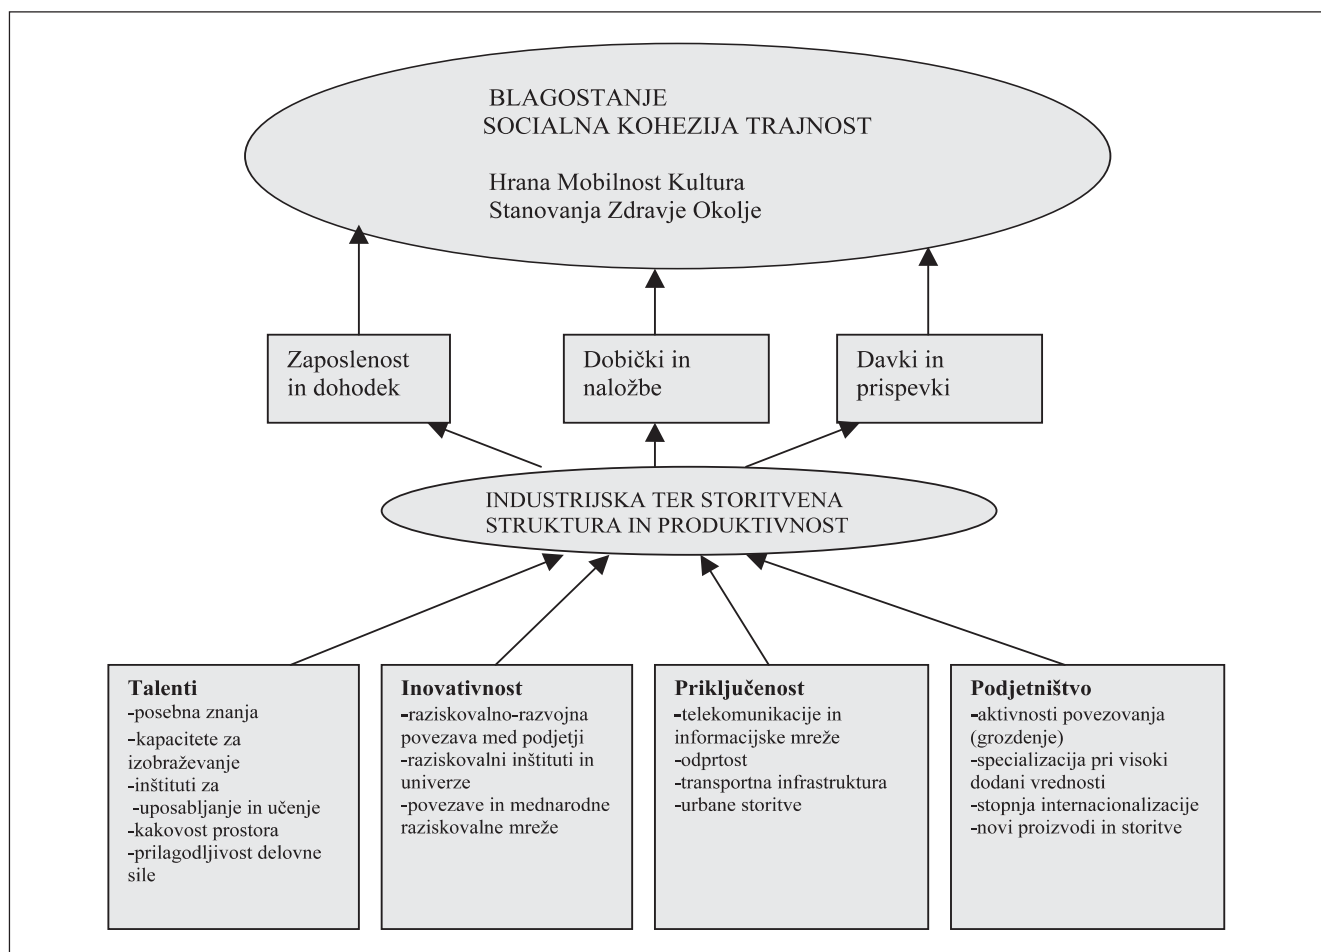 BLAGOSTANJE
SOCIALNA KOHEZIJA TRAJNOST
Hrana Mobilnost Kultura
Stanovanja Zdravje Okolje
Zaposlenost
in dohodek
Dobički in
naložbe
Davki in
prispevki
INDUSTRIJSKA TER STORITVENA
STRUKTURA IN PRODUKTIVNOST
Talenti
-posebna znanja
-kapacitete za
izobraževanje
-inštituti za
-uposabljanje in učenje
-kakovost prostora
-prilagodljivost delovne
sile
Inovativnost
-raziskovalno-razvojna
povezava med podjetji
-raziskovalni inštituti in
univerze
-povezave in mednarodne
raziskovalne mreže
Priključenost
-telekomunikacije in
informacijske mreže
-odprtost
-transportna infrastruktura
-urbane storitve
Podjetništvo
-aktivnosti povezovanja
(grozdenje)
-specializacija pri visoki
dodani vrednosti
-stopnja internacionalizacije
-novi proizvodi in storitve